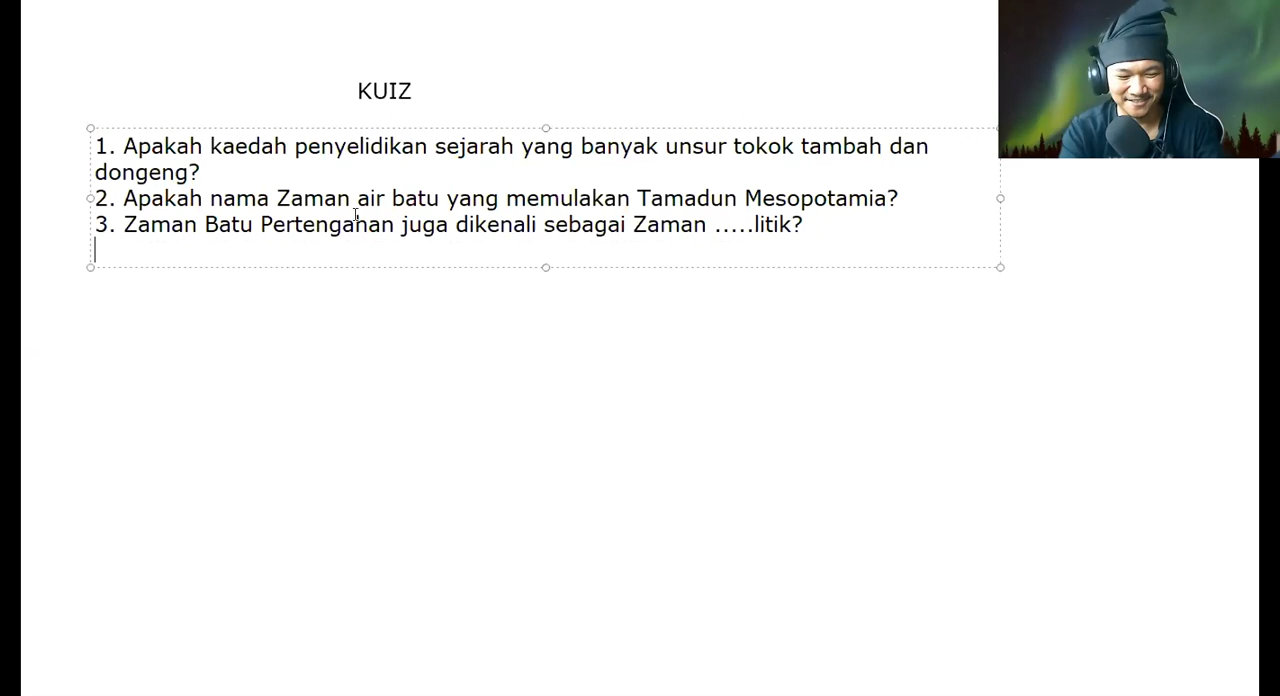 KUIZ
1. Apakah kaedah penyelidikan sejarah yang banyak unsur tokok tambah dan
dongeng?
2. Apakah nama Zaman air batu yang memulakan Tamadun Mesopotamia?
3. Zaman Batu Pertengahan juga dikenali sebagai Zaman .....litik?